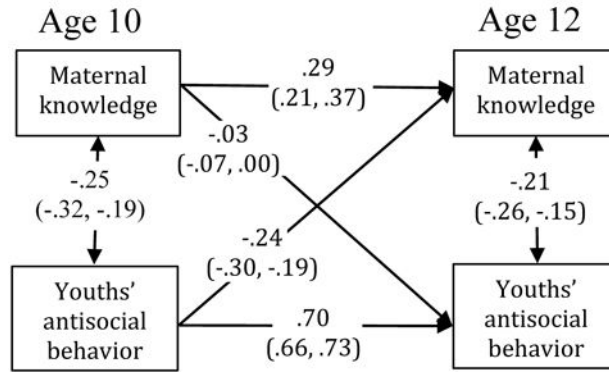 Age 10
Age 12
Maternal
knowledge
.29
(.21, .37)
Maternal
knowledge
-.03
(-.07, .00)
-.25
(-.32, -.19)
-.21
(-.26, -.15)
-.24
(-.30, -.19)
Youths’
antisocial
behavior
.70
(.66, .73)
Youths’
antisocial
behavior